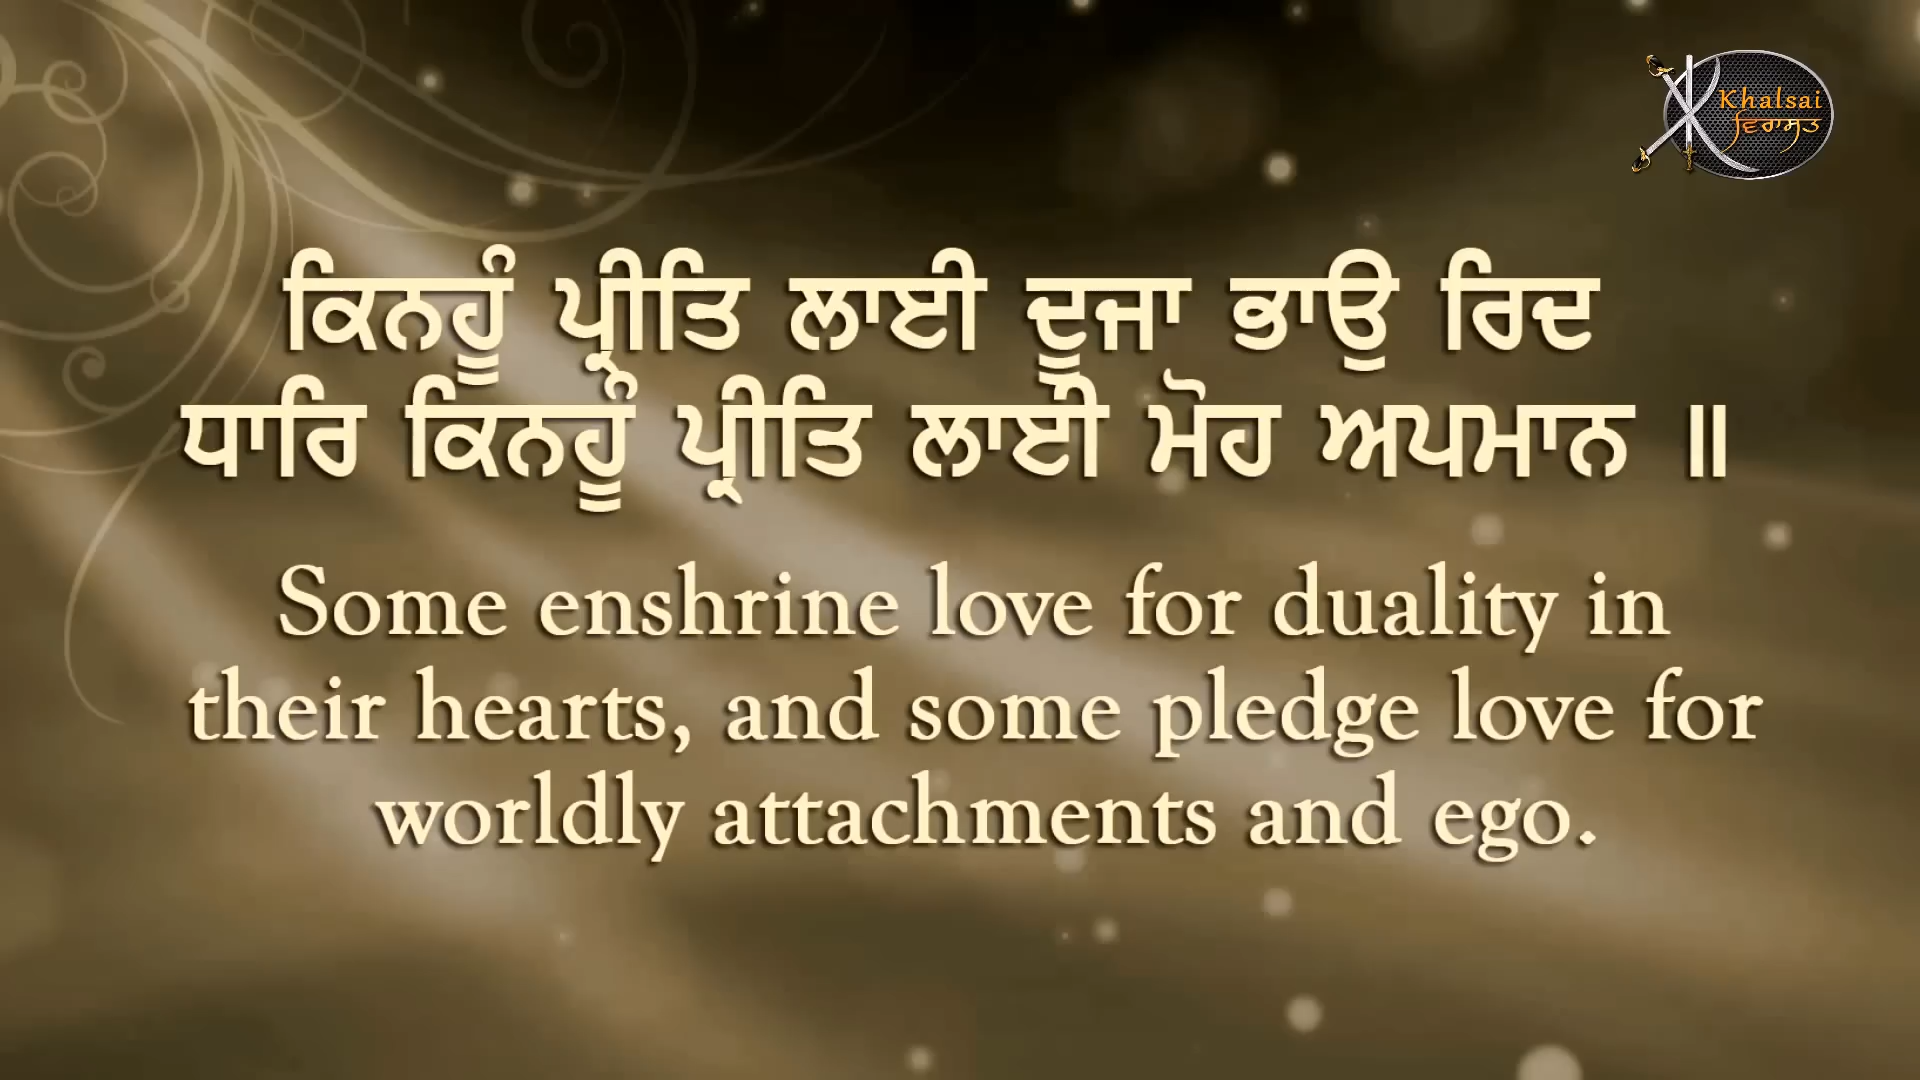 Khalsai
ਵਿਰਾਸਤ
ਕਿਨਹੂੰ ਪ੍ਰੀਤਿ ਲਾਈ ਦੂਜਾ ਭਾਉ ਰਿਦ
ਧਾਰਿ ਕਿਨਹੂੰ ਪ੍ਰੀਤਿ ਲਾਈ ਮੋਹ ਅਪਮਾਨ ॥
Some enshrine love for duality in
their hearts, and some pledge love for
worldly attachments and ego.